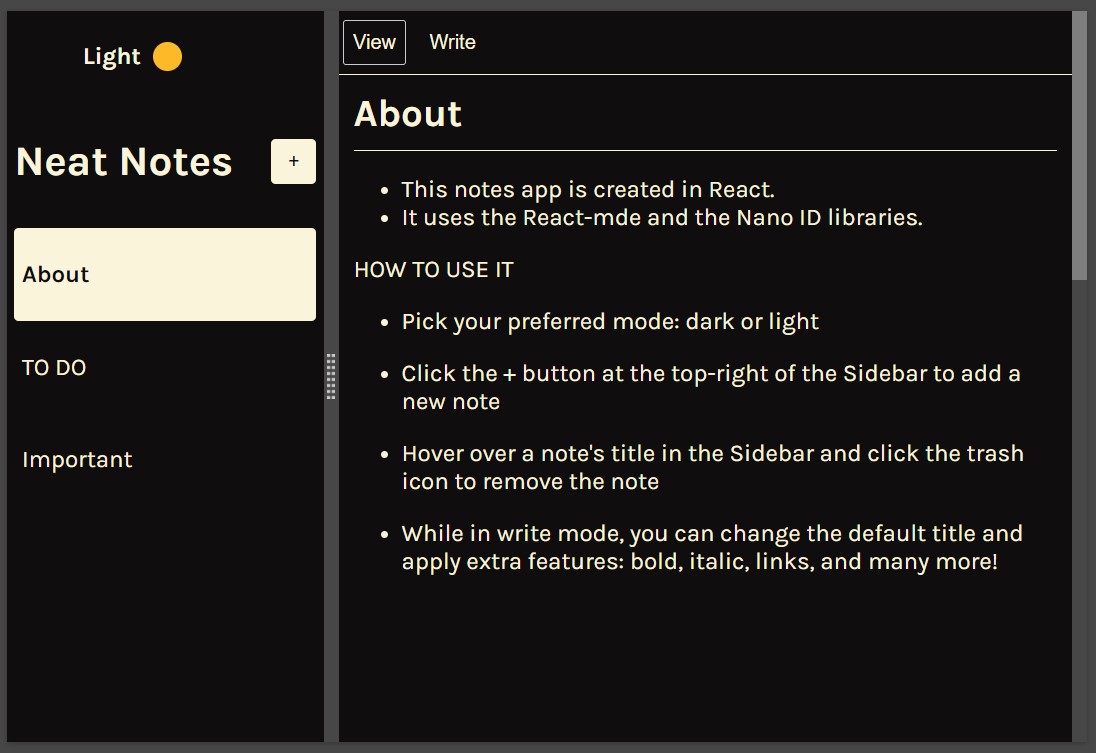 Light
Neat Notes
+
About
TO DO
Important
View
Write
About
This notes app is created in React.
It uses the React-mde and the Nano ID libraries.
HOW TO USE IT
Pick your preferred mode: dark or light
Click the + button at the top-right of the Sidebar to add a
new note
Hover over a note's title in the Sidebar and click the trash
icon to remove the note
While in write mode, you can change the default title and
apply extra features: bold, italic, links, and many more!